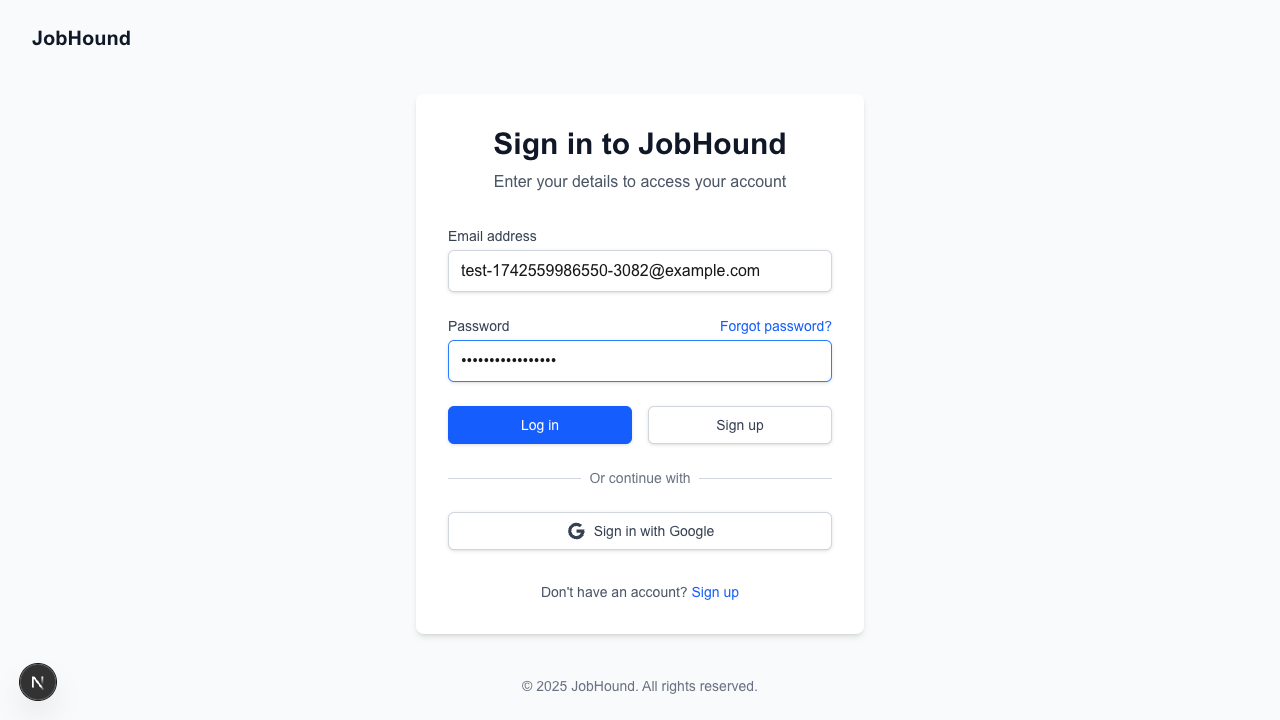 JobHound
Sign in to JobHound
Enter your details to access your account
Email address
test-1742559986550-3082@example.com
Password Forgot password?
•••••••••••••••••
Log in Sign up
Or continue with
Sign in with Google
Don't have an account? Sign up
© 2025 JobHound. All rights reserved.